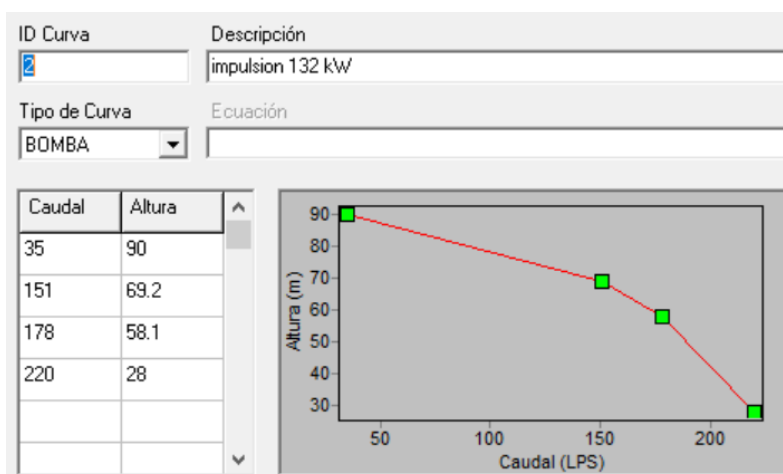 ID Curva Descripción
2 impulsion 132 kW
Tipo de Curva Ecuación
BOMBA
Caudal Altura
35 90
151 69.2
178 58.1
220 28
Altura (m)
90
80
70
60
50
40
30
50 100 150 200
Caudal (LPS)